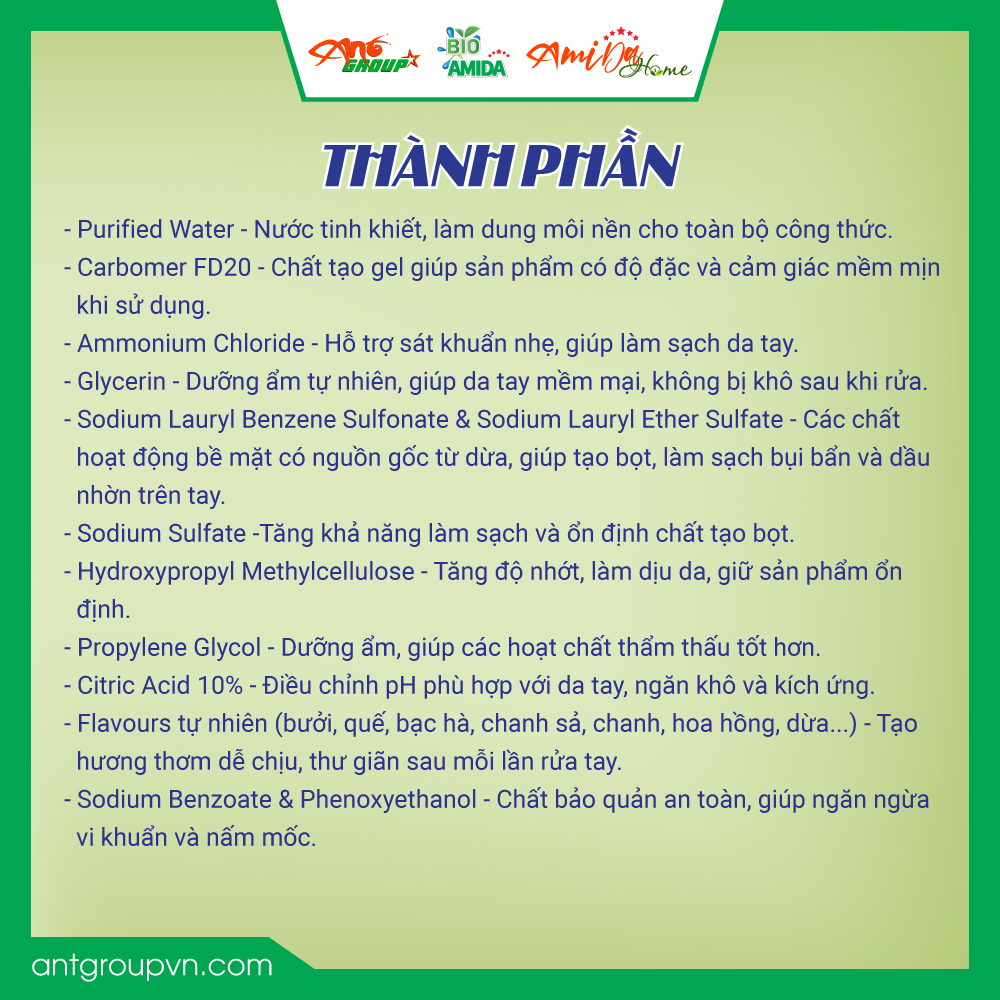 Ant GROUP
BIO AMIDA
AmiDa Home
THÀNH PHẦN
- Purified Water - Nước tinh khiết, làm dung môi nền cho toàn bộ công thức.
- Carbomer FD20 - Chất tạo gel giúp sản phẩm có độ đặc và cảm giác mềm mịn
khi sử dụng.
- Ammonium Chloride - Hỗ trợ sát khuẩn nhẹ, giúp làm sạch da tay.
- Glycerin - Dưỡng ẩm tự nhiên, giúp da tay mềm mại, không bị khô sau khi rửa.
- Sodium Lauryl Benzene Sulfonate & Sodium Lauryl Ether Sulfate - Các chất
hoạt động bề mặt có nguồn gốc từ dừa, giúp tạo bọt, làm sạch bụi bẩn và dầu
nhờn trên tay.
- Sodium Sulfate -Tăng khả năng làm sạch và ổn định chất tạo bọt.
- Hydroxypropyl Methylcellulose - Tăng độ nhớt, làm dịu da, giữ sản phẩm ổn
định.
- Propylene Glycol - Dưỡng ẩm, giúp các hoạt chất thẩm thấu tốt hơn.
- Citric Acid 10% - Điều chỉnh pH phù hợp với da tay, ngăn khô và kích ứng.
- Flavours tự nhiên (bưởi, quế, bạc hà, chanh sả, chanh, hoa hồng, dừa...) - Tạo
hương thơm dễ chịu, thư giãn sau mỗi lần rửa tay.
- Sodium Benzoate & Phenoxyethanol - Chất bảo quản an toàn, giúp ngăn ngừa
vi khuẩn và nấm mốc.
antgroupvn.com